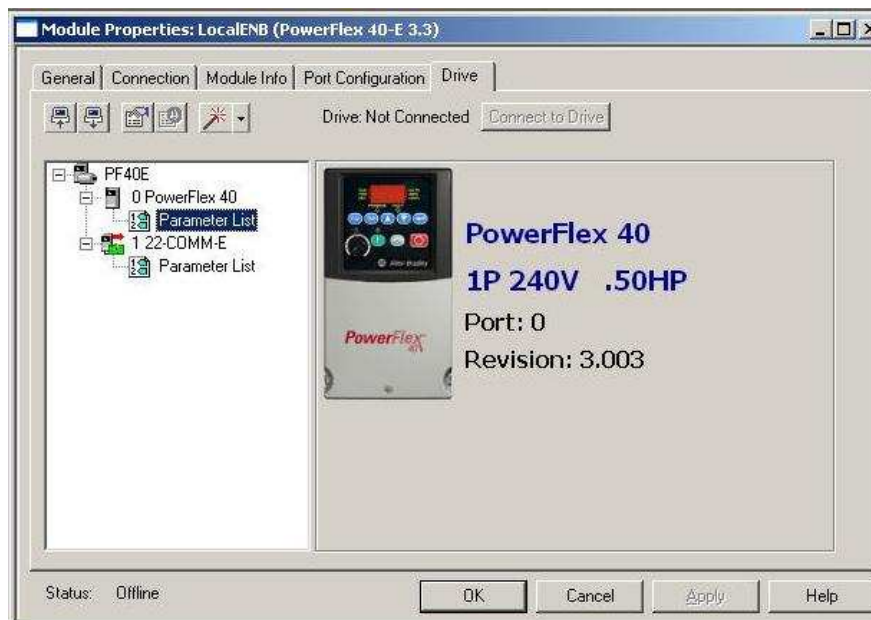 Module Properties: LocalENB (PowerFlex 40-E 3.3)
General Connection Module Info Port Configuration Drive
Drive: Not Connected Connect to Drive
PF40E
0 PowerFlex 40
Parameter List
1 22-COMM-E
Parameter List
Allen-Bradley
PowerFlex
PowerFlex 40
1P 240V .50HP
Port: 0
Revision: 3.003
Status: Offline OK Cancel Apply Help